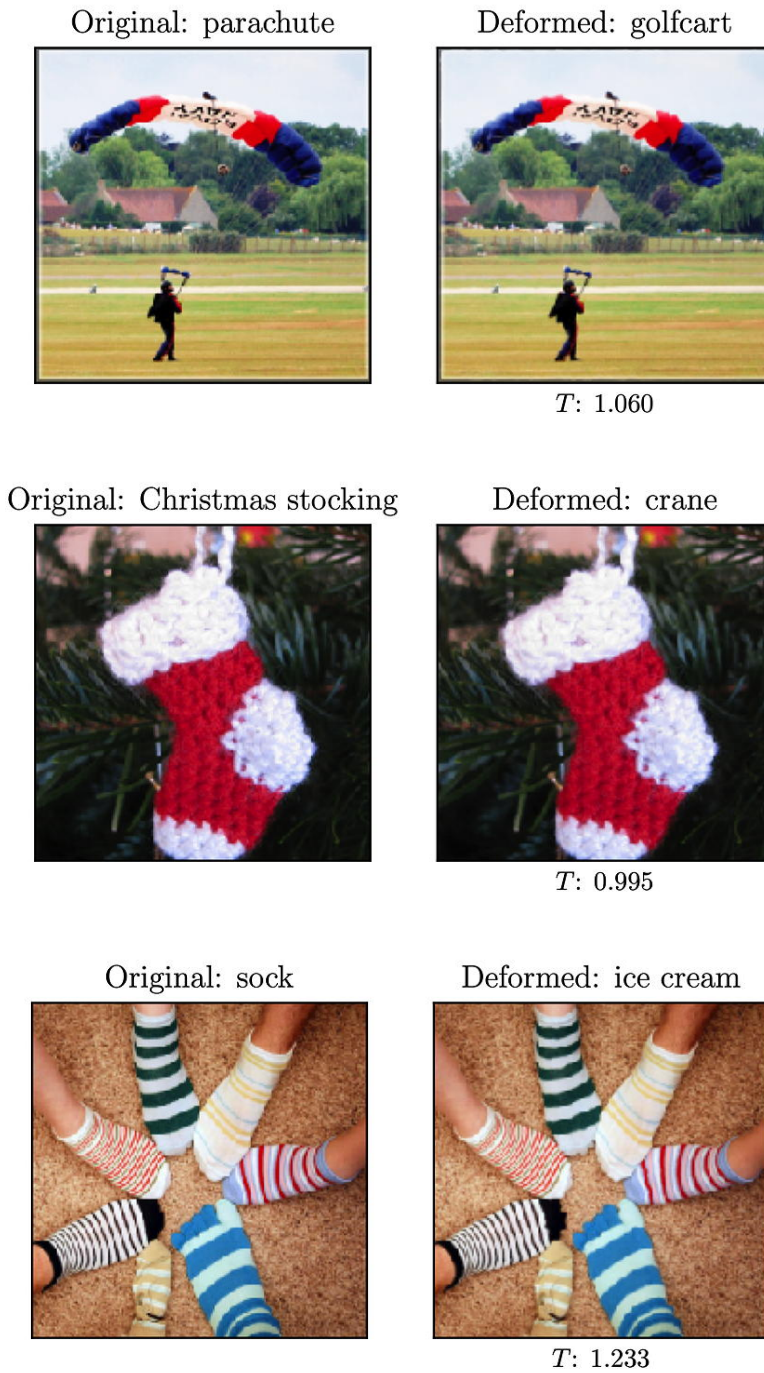 Original: parachute
Deformed: golfcart
T: 1.060
Original: Christmas stocking
Deformed: crane
T: 0.995
Original: sock
Deformed: ice cream
T: 1.233